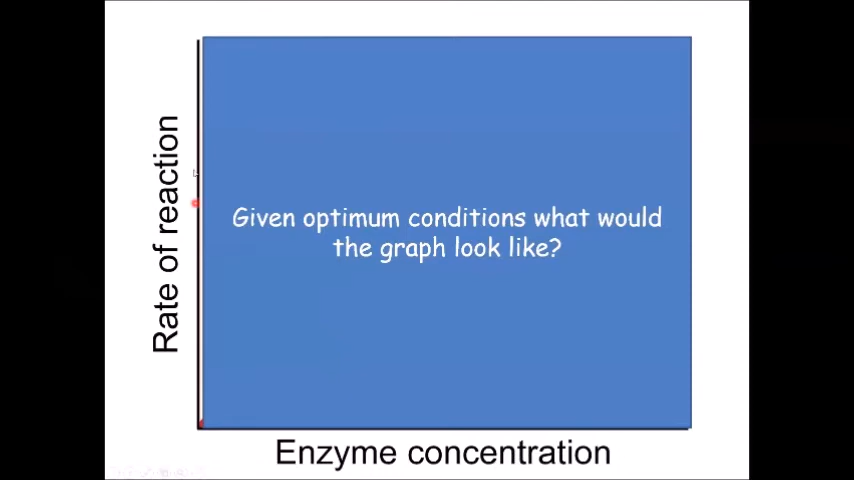 Rate of reaction
Given optimum conditions what would
the graph look like?
Enzyme concentration